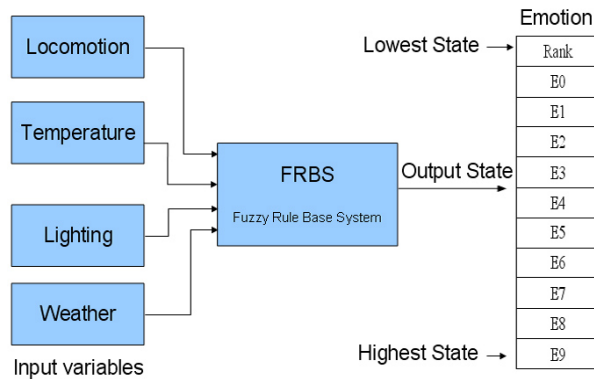 Locomotion
Temperature
Lighting
Weather
Input variables
FRBS
Fuzzy Rule Base System
Output State
Lowest State
Highest State
Emotion
Rank
E0
E1
E2
E3
E4
E5
E6
E7
E8
E9